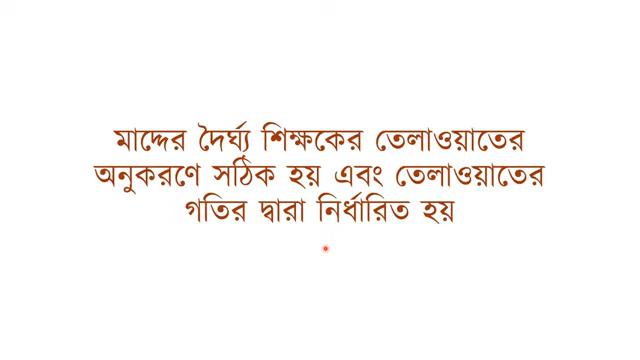 মাদ্দের দৈর্ঘ্য শিক্ষকের তেলাওয়াতের
অনুকরণে সঠিক হয় এবং তেলাওয়াতের
গতির দ্বারা নির্ধারিত হয়